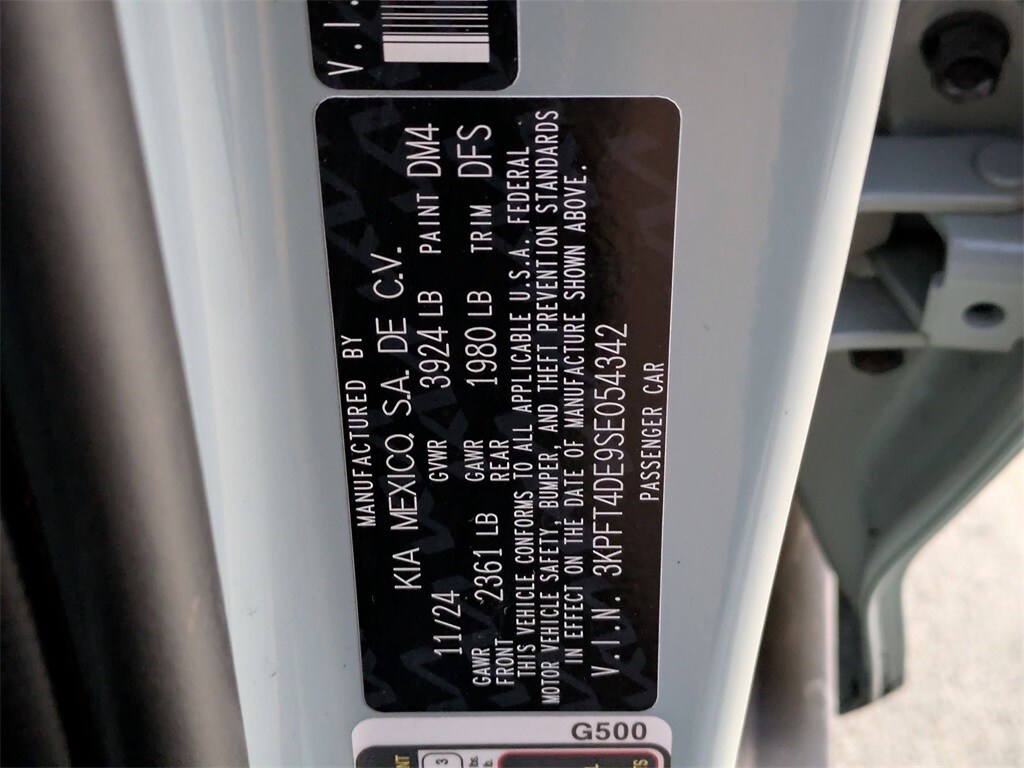 V.I.
MANUFACTURED BY
KIA MEXICO, S.A. DE C.V.
11/24 GVWR 3924 LB PAINT DM4
GAWR FRONT 2361 LB GAWR REAR 1980 LB TRIM DFS
THIS VEHICLE CONFORMS TO ALL APPLICABLE U.S.A. FEDERAL
MOTOR VEHICLE SAFETY, BUMPER, AND THEFT PREVENTION STANDARDS
IN EFFECT ON THE DATE OF MANUFACTURE SHOWN ABOVE.
V.I.N. 3KPFT4DE9SE054342
PASSENGER CAR
G500
3